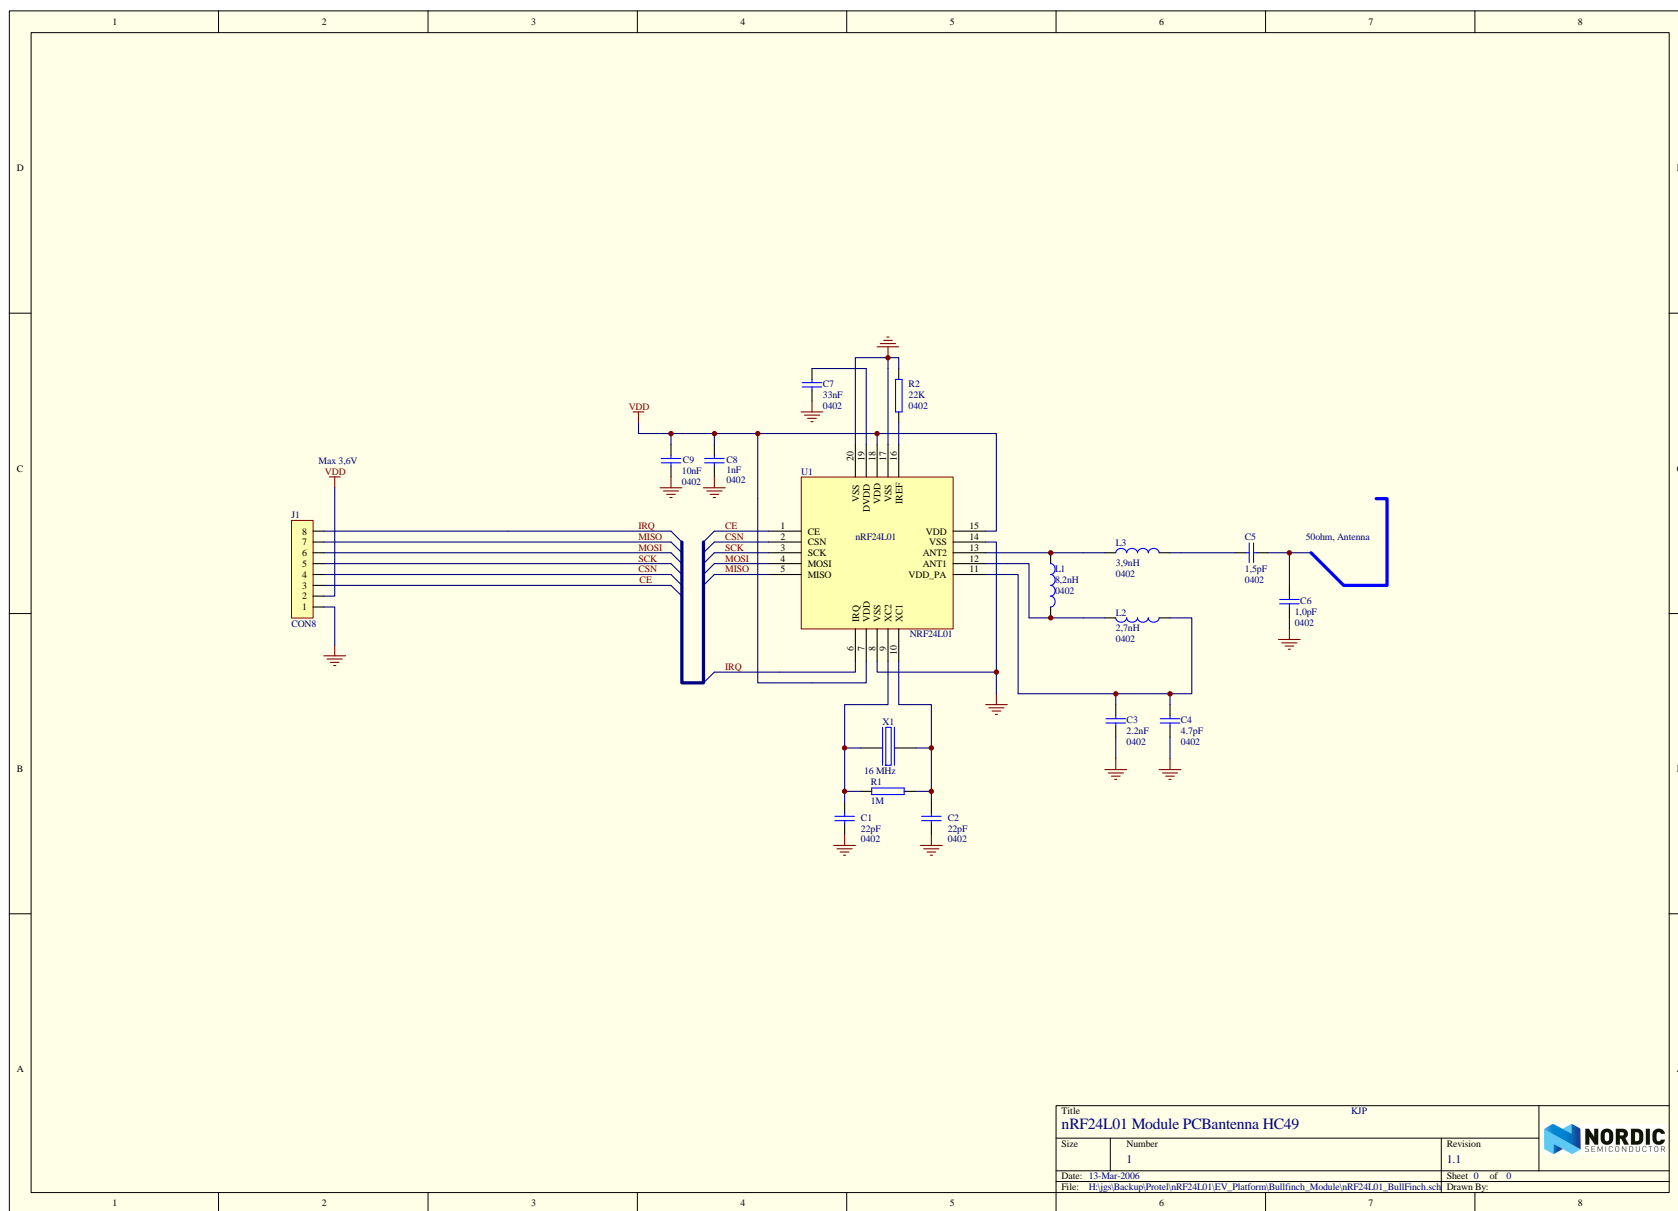 1 2 3 4 5 6 7 8
D
C
B
A
C7
33nF
0402
R2
22K
0402
VDD
C9
10nF
0402
C8
1nF
0402
Max 3,6V
VDD
J1
8
7
6
5
4
3
2
1
CON8
IRQ
MISO
MOSI
SCK
CSN
CE
CE
CSN
SCK
MOSI
MISO
IRQ
U1
20 19 18 17 16
VSS DVDD VDD VSS IREF
nRF24L01
1 CE
2 CSN
3 SCK
4 MOSI
5 MISO
VDD 15
VSS 14
ANT2 13
ANT1 12
VDD_PA 11
IRQ VDD VSS XC2 XC1
6 7 8 9 10
NRF24L01
L3
3,9nH
0402
L1
8,2nH
0402
L2
2,7nH
0402
C5
1,5pF
0402
50ohm, Antenna
C6
1,0pF
0402
C3
2.2nF
0402
C4
4.7pF
0402
X1
16 MHz
R1
1M
C1
22pF
0402
C2
22pF
0402
Title KJP
nRF24L01 Module PCBantenna HC49
Size Number Revision
1 1.1
Date: 13-Mar-2006 Sheet 0 of 0
File: H:\jgs\Backup\Protel\nRF24L01\EV_Platform\Bullfinch_Module\nRF24L01_BullFinch.sch Drawn By:
NORDIC
SEMICONDUCTOR
1 2 3 4 5 6 7 8